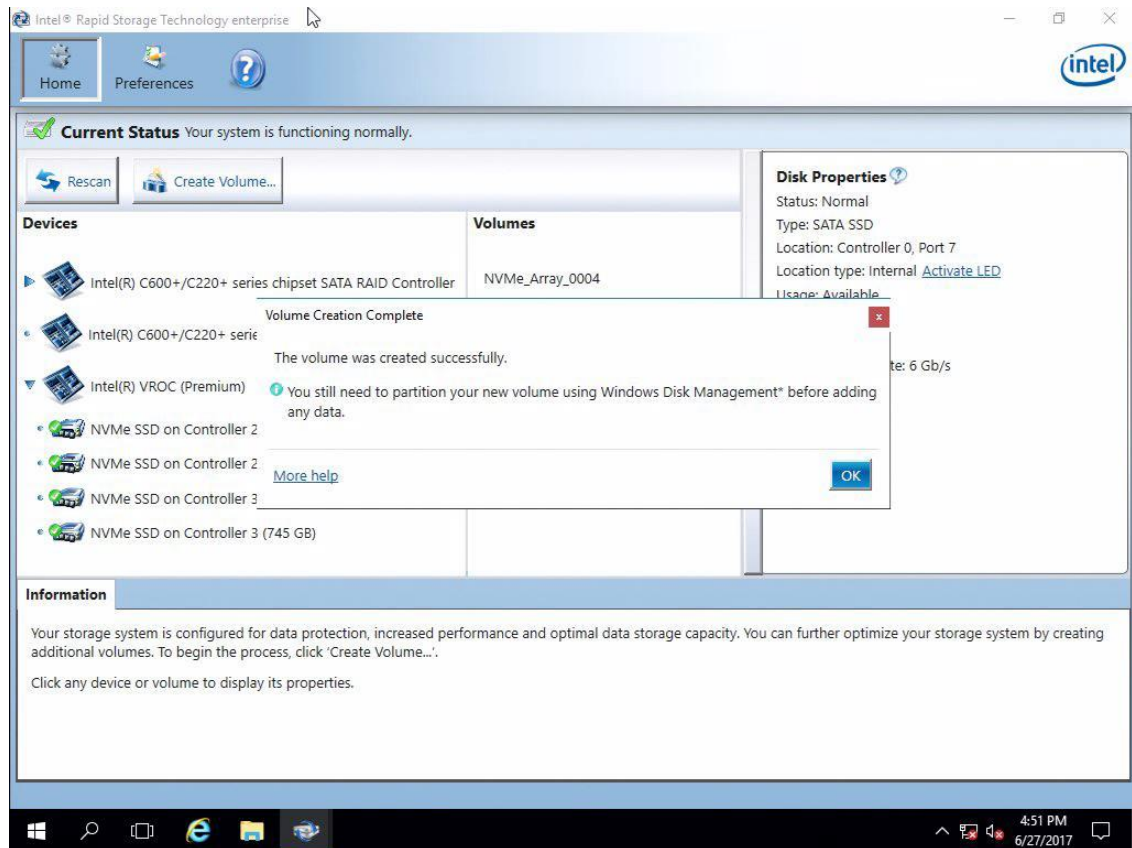 Intel® Rapid Storage Technology enterprise
Home
Preferences
?
intel
Current Status Your system is functioning normally.
Rescan
Create Volume...
Devices
Volumes
Intel(R) C600+/C220+ series chipset SATA RAID Controller
NVMe_Array_0004
Intel(R) C600+/C220+ serie
Intel(R) VROC (Premium)
NVMe SSD on Controller 2
NVMe SSD on Controller 2
NVMe SSD on Controller 3
NVMe SSD on Controller 3 (745 GB)
Disk Properties
Status: Normal
Type: SATA SSD
Location: Controller 0, Port 7
Location type: Internal Activate LED
Usage: Available
te: 6 Gb/s
Volume Creation Complete
x
The volume was created successfully.
You still need to partition your new volume using Windows Disk Management* before adding
any data.
More help
OK
Information
Your storage system is configured for data protection, increased performance and optimal data storage capacity. You can further optimize your storage system by creating
additional volumes. To begin the process, click 'Create Volume...'.
Click any device or volume to display its properties.
4:51 PM
6/27/2017